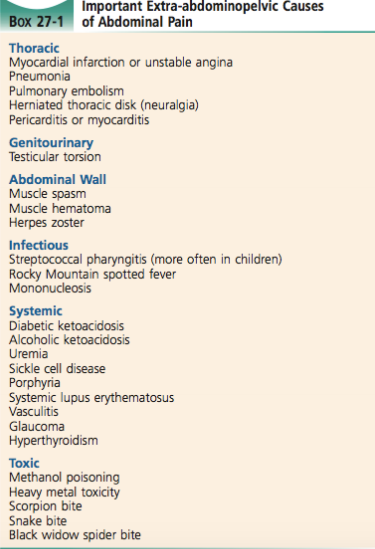 Box 27-1
Important Extra-abdominopelvic Causes
of Abdominal Pain
Thoracic
Myocardial infarction or unstable angina
Pneumonia
Pulmonary embolism
Herniated thoracic disk (neuralgia)
Pericarditis or myocarditis
Genitourinary
Testicular torsion
Abdominal Wall
Muscle spasm
Muscle hematoma
Herpes zoster
Infectious
Streptococcal pharyngitis (more often in children)
Rocky Mountain spotted fever
Mononucleosis
Systemic
Diabetic ketoacidosis
Alcoholic ketoacidosis
Uremia
Sickle cell disease
Porphyria
Systemic lupus erythematosus
Vasculitis
Glaucoma
Hyperthyroidism
Toxic
Methanol poisoning
Heavy metal toxicity
Scorpion bite
Snake bite
Black widow spider bite